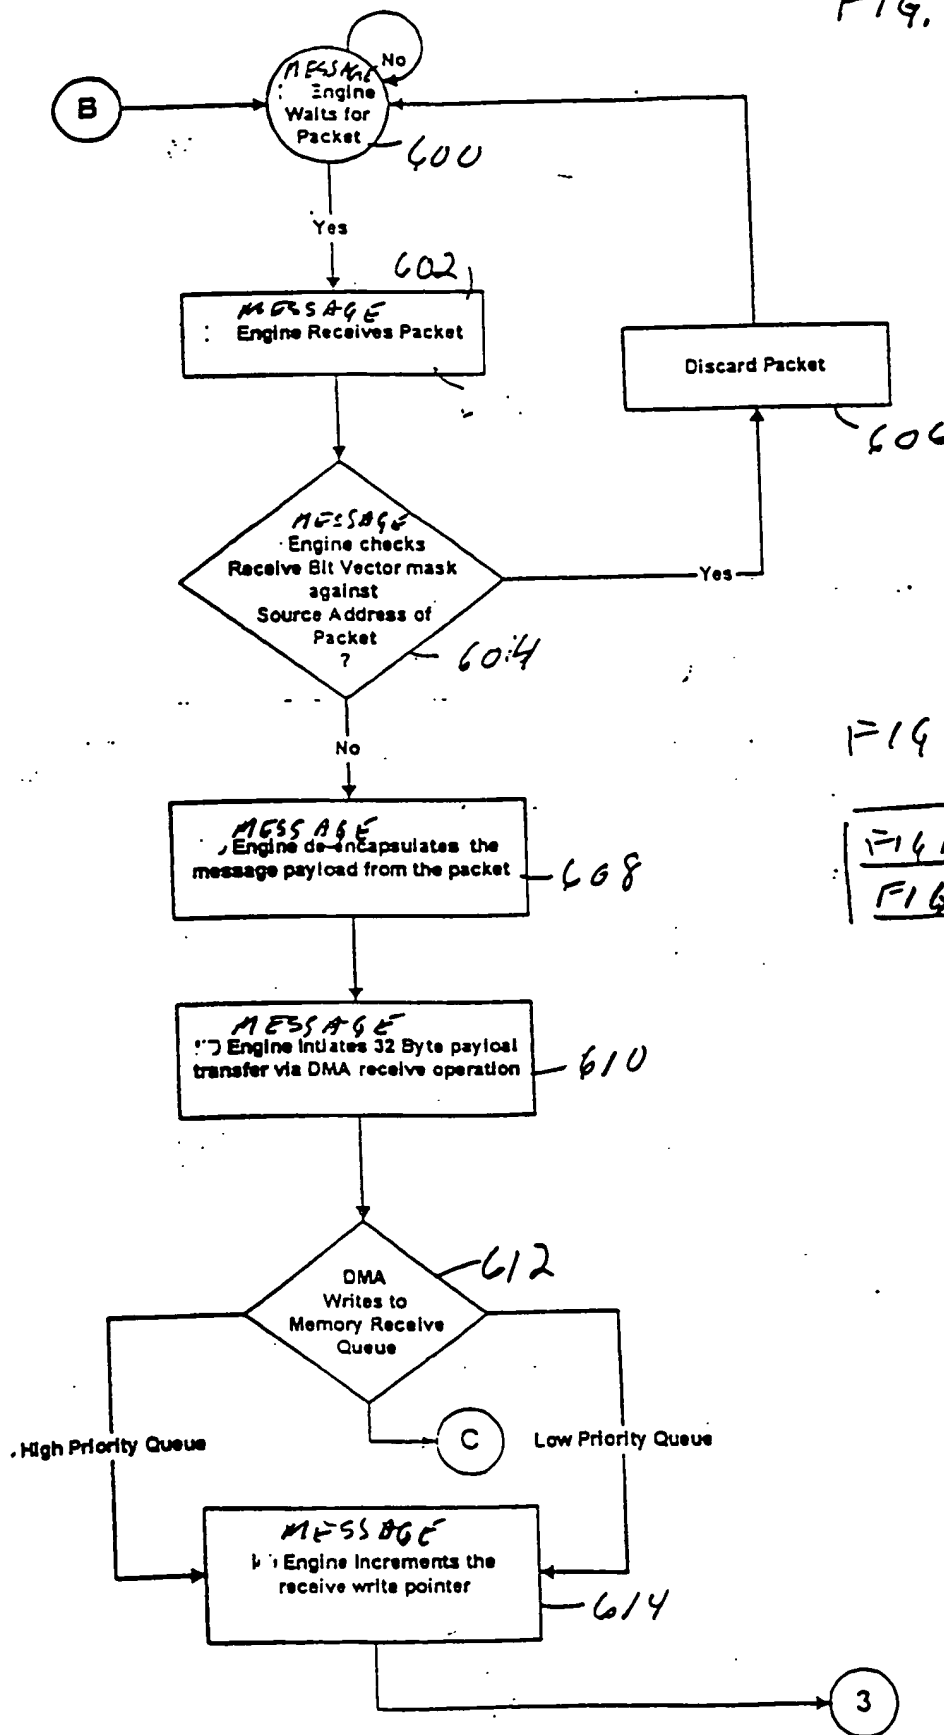 FIG.
No
MESSAGE
Engine
Waits for
Packet
B
600
Yes
602
MESSAGE
Engine Receives Packet
Discard Packet
606
MESSAGE
Engine checks
Receive Bit Vector mask
against
Source Address of
Packet
?
Yes
604
No
FIG
MESSAGE
Engine de-encapsulates the
message payload from the packet
608
FIG
FIG
MESSAGE
Engine Intiates 32 Byte payloal
transfer via DMA receive operation
610
612
DMA
Writes to
Memory Receive
Queue
High Priority Queue
C
Low Priority Queue
MESSAGE
Engine Increments the
receive write pointer
614
3